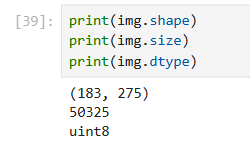 [39]: print(img.shape)
print(img.size)
print(img.dtype)
(183, 275)
50325
uint8